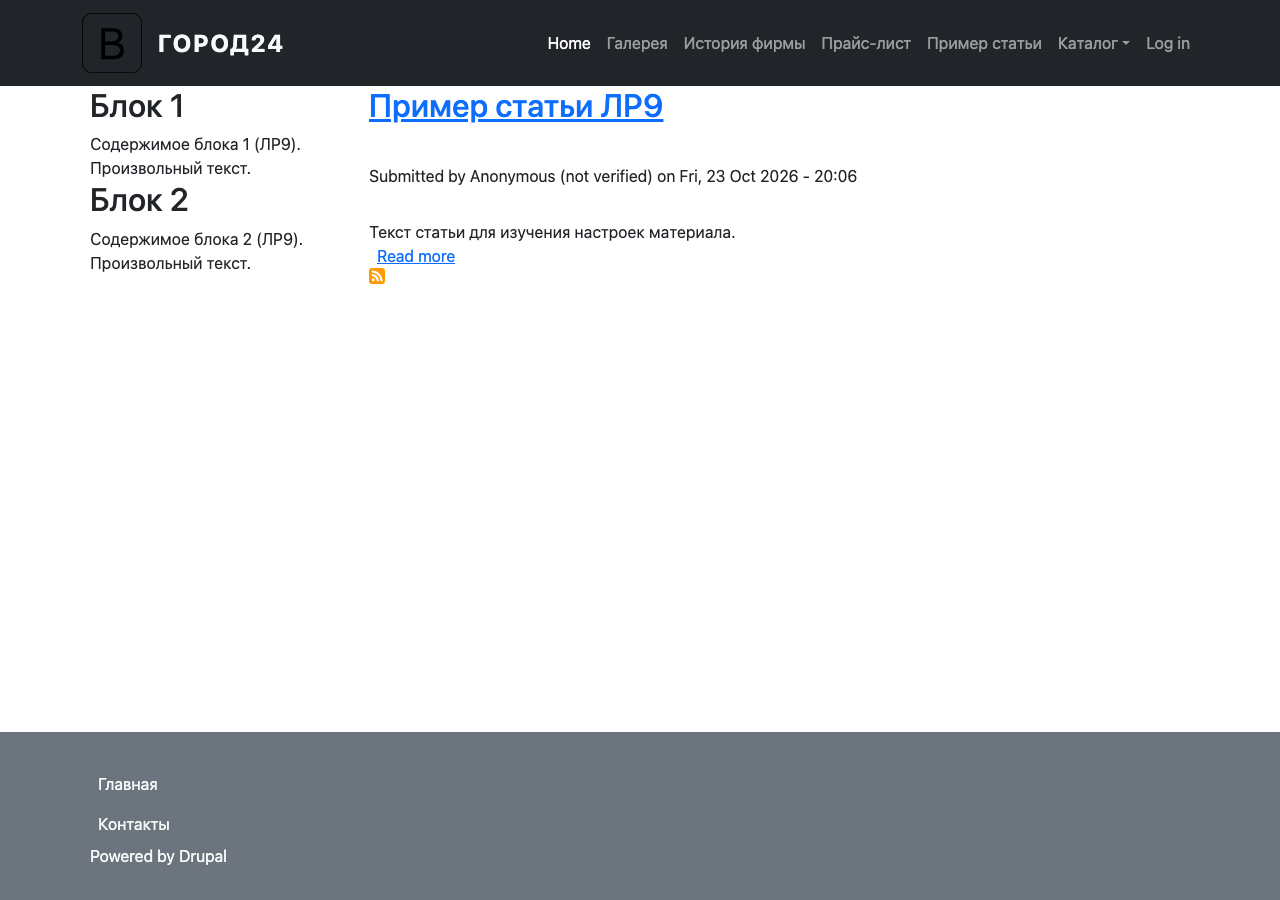 B ГОРОД24
Home Галерея История фирмы Прайс-лист Пример статьи Каталог Log in
Блок 1
Содержимое блока 1 (ЛР9).
Произвольный текст.
Блок 2
Содержимое блока 2 (ЛР9).
Произвольный текст.
Пример статьи ЛР9
Submitted by Anonymous (not verified) on Fri, 23 Oct 2026 - 20:06
Текст статьи для изучения настроек материала.
Read more
Главная
Контакты
Powered by Drupal